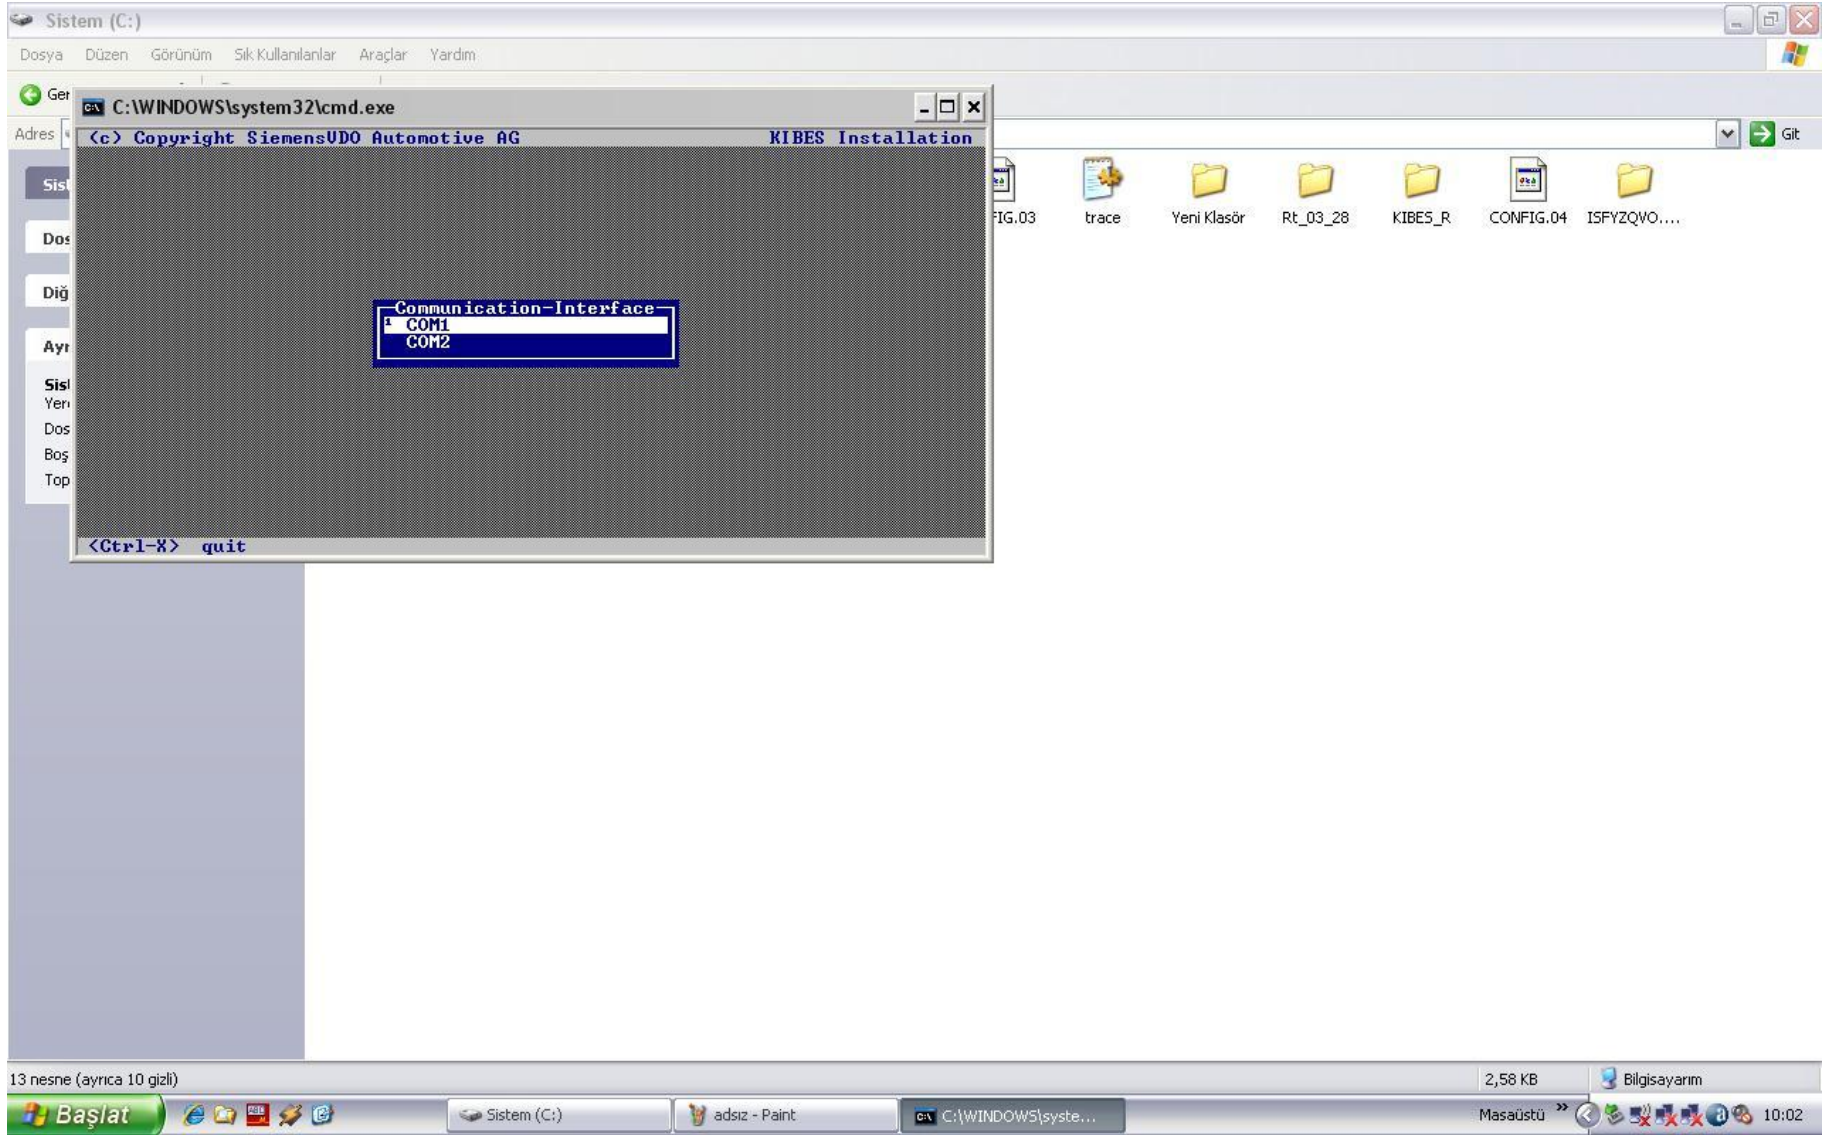 Sistem (C:)
Dosya Düzen Görünüm Sık Kullanılanlar Araçlar Yardım
Ger
C:\WINDOWS\system32\cmd.exe
Adres
Git
(c) Copyright SiemensVDO Automotive AG KIBES Installation
Communication-Interface
1 COM1
COM2
<Ctrl-X> quit
Sist
Dos
Diğ
Ayr
Sist
Yer
Dos
Boş
Top
FIG.03 trace Yeni Klasör Rt_03_28 KIBES_R CONFIG.04 ISFYZQVO....
13 nesne (ayrıca 10 gizli) 2,58 KB Bilgisayarım
Başlat Sistem (C:) adsız - Paint C:\WINDOWS\syste... Masaüstü » 10:02